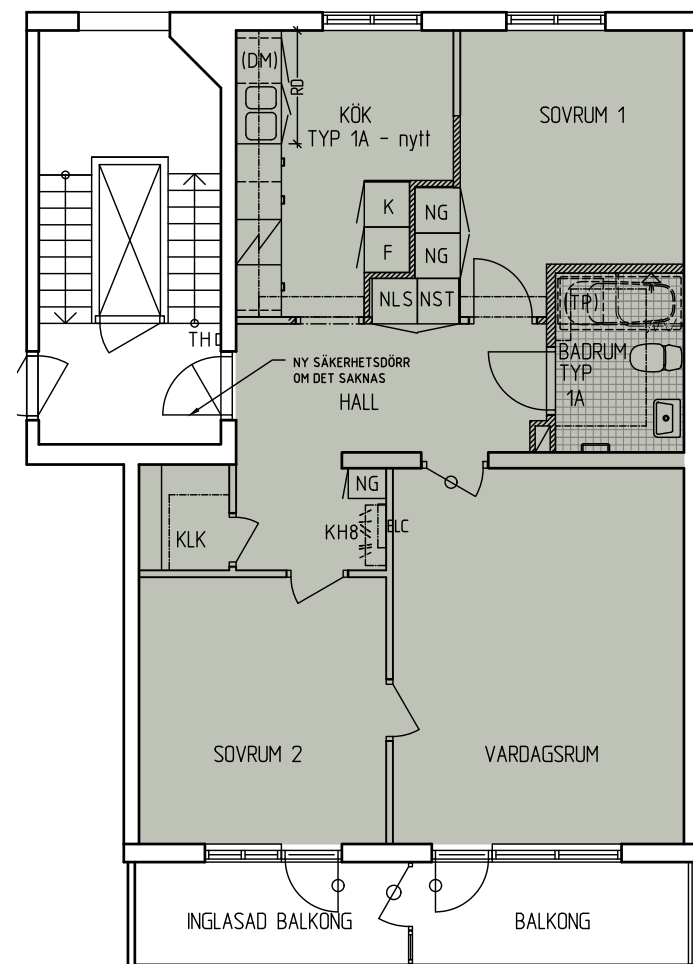 (DM)
RD
KÖK
TYP 1A - nytt
SOVRUM 1
K
NG
F
NG
NLS
NST
(TP)
TH
BADRUM
TYP
1A
NY SÄKERHETSDÖRR
OM DET SAKNAS
HALL
NG
KLK
KH8
ELC
SOVRUM 2
VARDAGSRUM
INGLASAD BALKONG
BALKONG